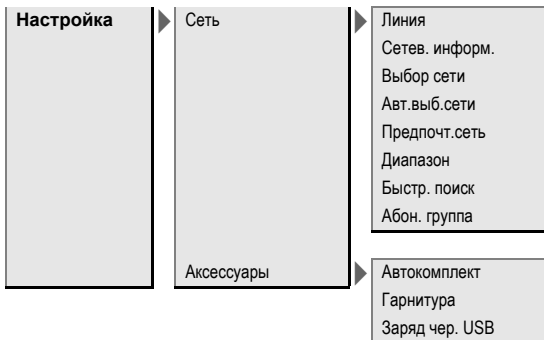 Настройка
Сеть
Линия
Сетев. информ.
Выбор сети
Авт.выб.сети
Предпочт.сеть
Диапазон
Быстр. поиск
Абон. группа
Аксессуары
Автокомплект
Гарнитура
Заряд чер. USB